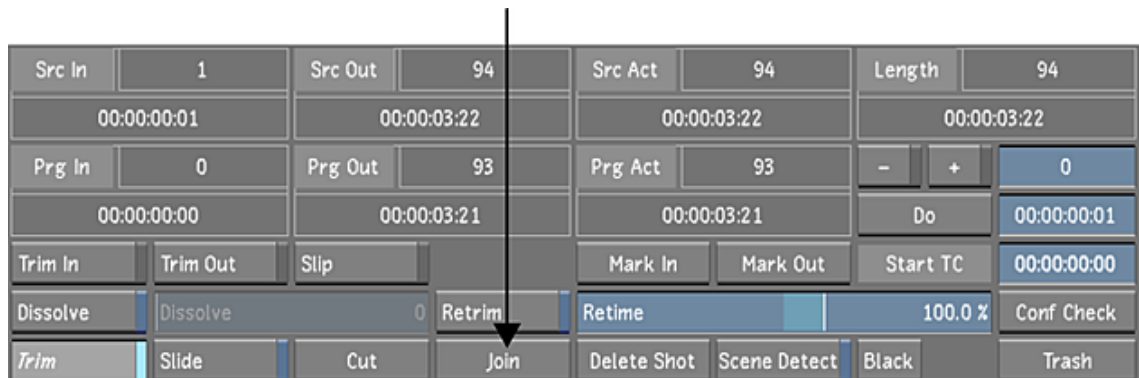 Src In 1 Src Out 94 Src Act 94 Length 94
00:00:00:01 00:00:03:22 00:00:03:22 00:00:03:22
Prg In 0 Prg Out 93 Prg Act 93 - + 0
00:00:00:00 00:00:03:21 00:00:03:21 Do 00:00:00:01
Trim In Trim Out Slip Mark In Mark Out Start TC 00:00:00:00
Dissolve Dissolve 0 Retrim Retime 100.0 % Conf Check
Trim Slide Cut Join Delete Shot Scene Detect Black Trash